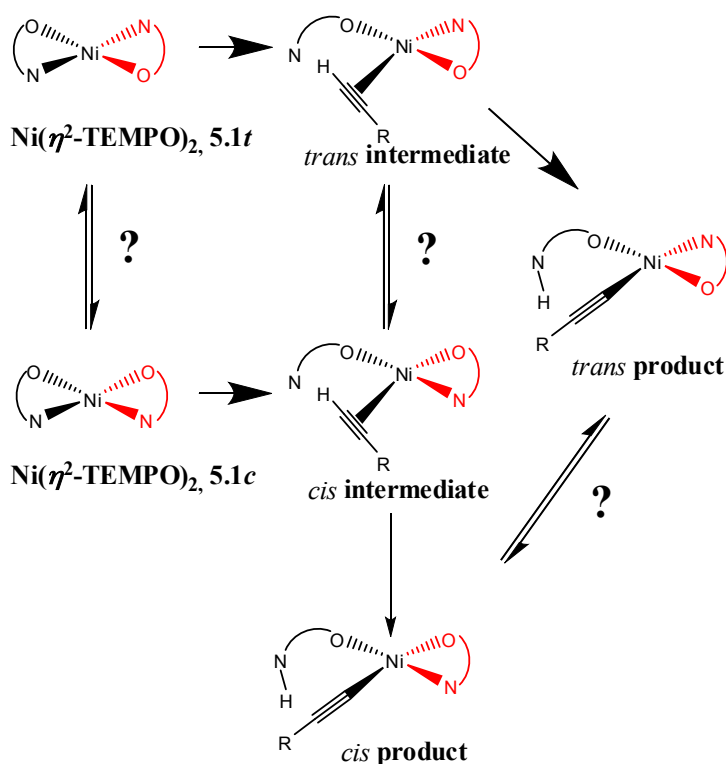 O N
Ni
N O
Ni(η²-TEMPO)₂, 5.1t
N O N
Ni
H O
R
trans intermediate
?
?
O O
Ni
N N
Ni(η²-TEMPO)₂, 5.1c
N O O
Ni
H N
R
cis intermediate
O N
Ni
N O
H
R
trans product
?
O O
Ni
N N
H
R
cis product